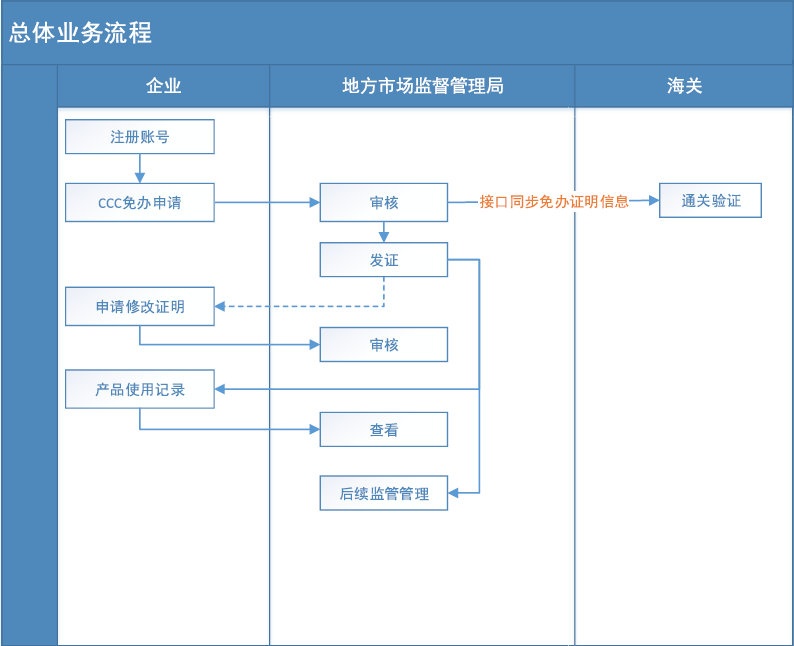 总体业务流程
企业
地方市场监督管理局
海关
注册账号
CCC免办申请
审核
接口同步免办证明信息
通关验证
发证
申请修改证明
审核
产品使用记录
查看
后续监管管理